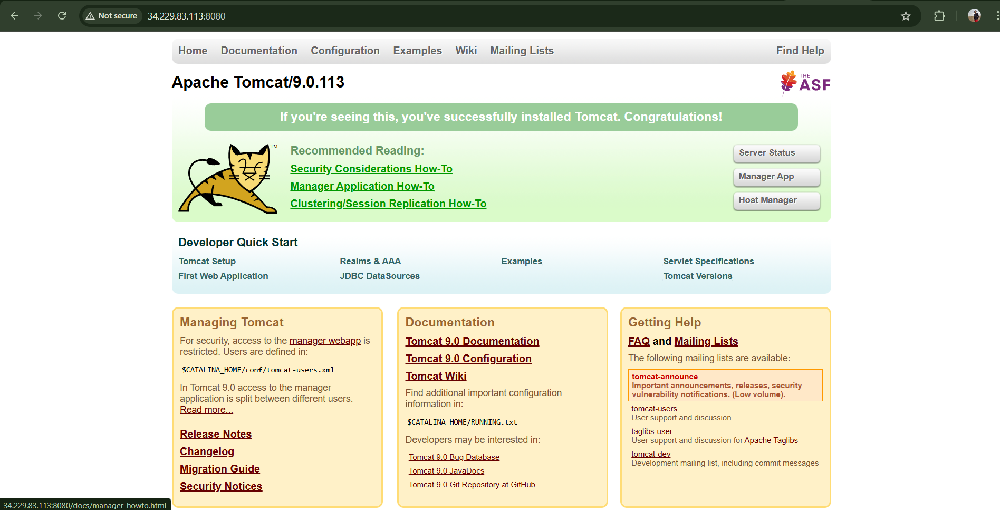 Not secure 34.229.83.113:8080
Home Documentation Configuration Examples Wiki Mailing Lists Find Help
Apache Tomcat/9.0.113
THE
ASF
If you're seeing this, you've successfully installed Tomcat. Congratulations!
TM
Recommended Reading:
Security Considerations How-To
Manager Application How-To
Clustering/Session Replication How-To
Server Status
Manager App
Host Manager
Developer Quick Start
Tomcat Setup
First Web Application
Realms & AAA
JDBC DataSources
Examples
Servlet Specifications
Tomcat Versions
Managing Tomcat
For security, access to the manager webapp is
restricted. Users are defined in:
$CATALINA_HOME/conf/tomcat-users.xml
In Tomcat 9.0 access to the manager
application is split between different users.
Read more...
Release Notes
Changelog
Migration Guide
Security Notices
Documentation
Tomcat 9.0 Documentation
Tomcat 9.0 Configuration
Tomcat Wiki
Find additional important configuration
information in:
$CATALINA_HOME/RUNNING.txt
Developers may be interested in:
Tomcat 9.0 Bug Database
Tomcat 9.0 JavaDocs
Tomcat 9.0 Git Repository at GitHub
Getting Help
FAQ and Mailing Lists
The following mailing lists are available:
tomcat-announce
Important announcements, releases, security
vulnerability notifications. (Low volume).
tomcat-users
User support and discussion
taglibs-user
User support and discussion for Apache Taglibs
tomcat-dev
Development mailing list, including commit messages
34.229.83.113:8080/docs/manager-howto.html